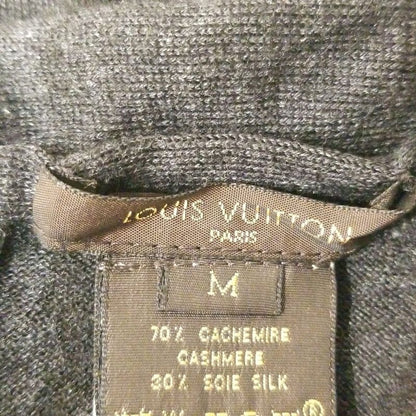 LOUIS VUITTON
PARIS
M
70% CACHEMIRE
CASHMERE
30% SOIE SILK